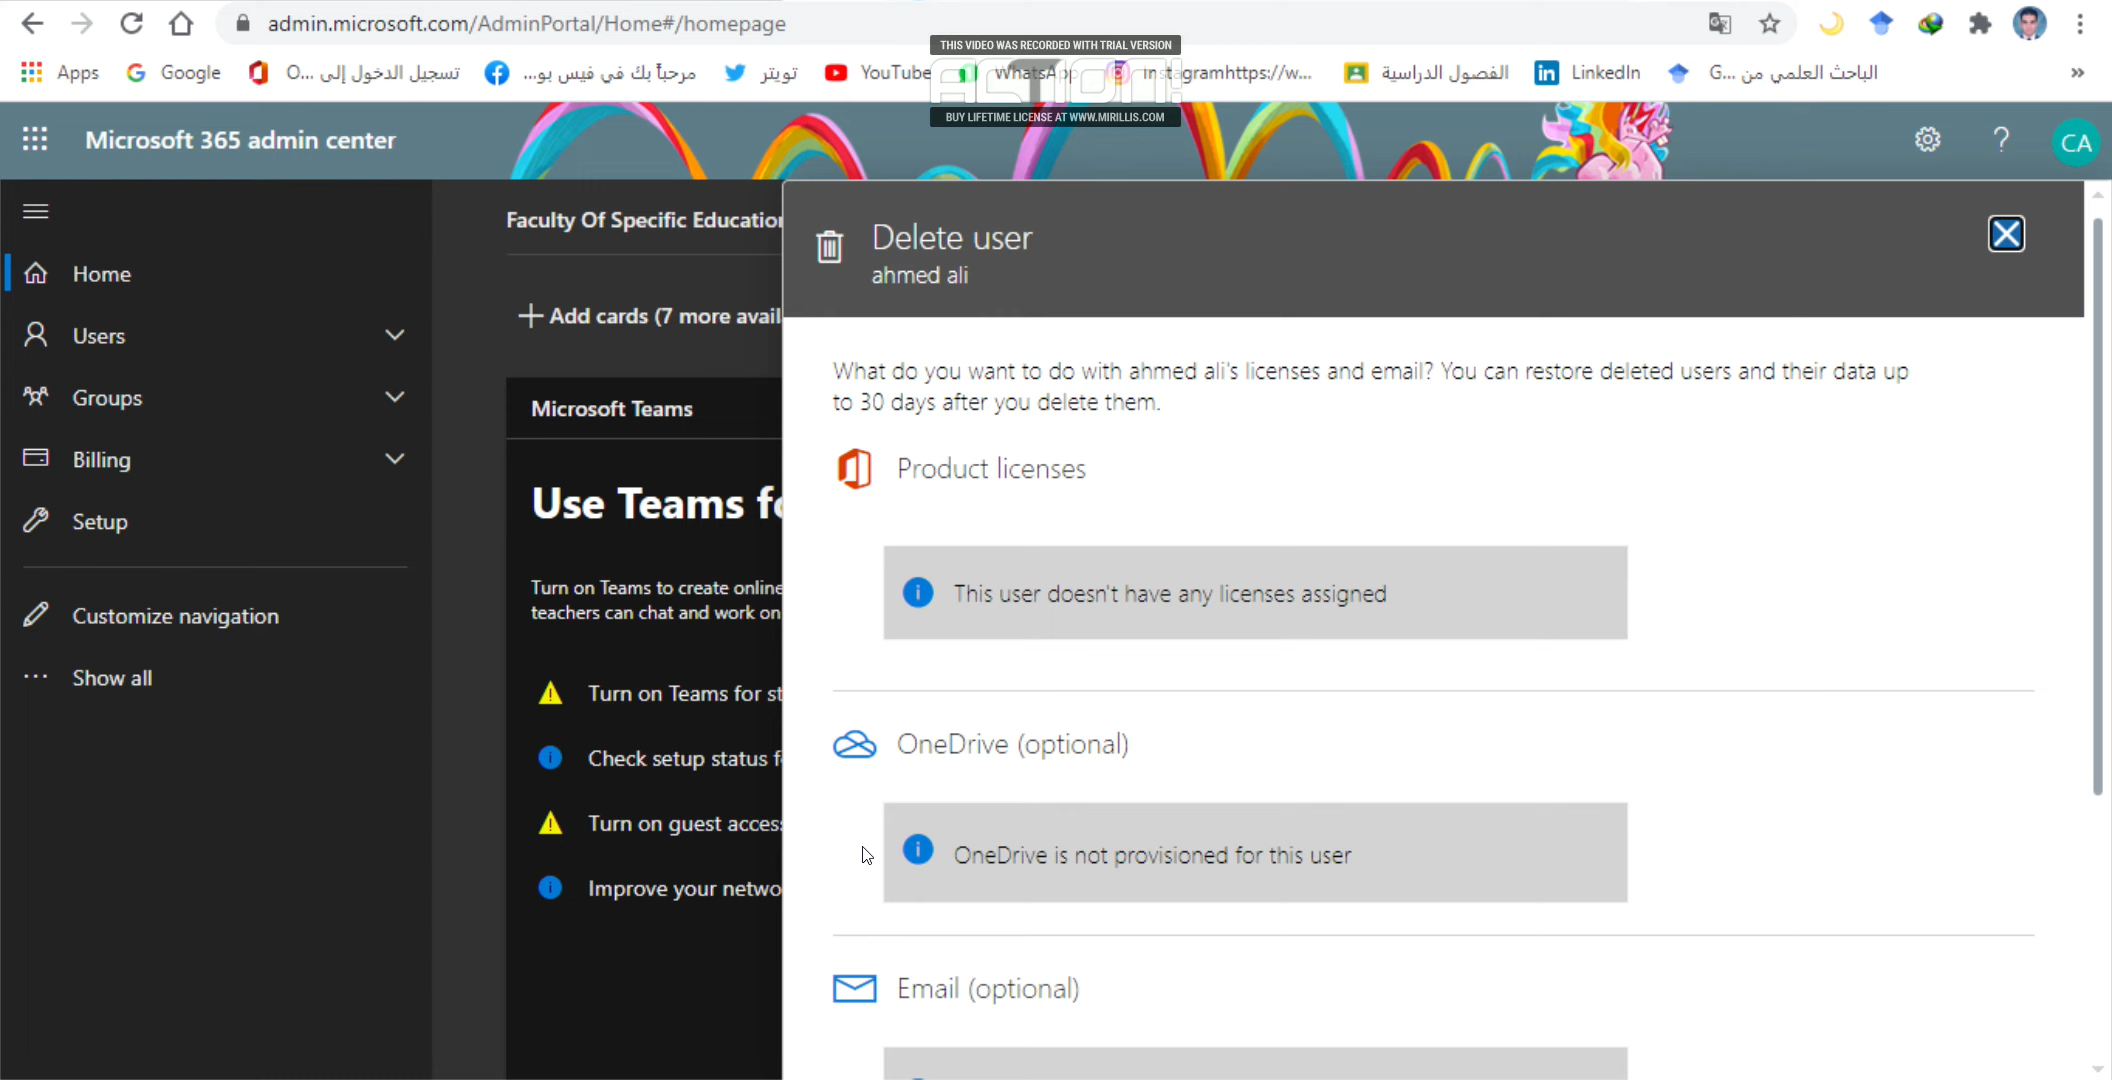 admin.microsoft.com/AdminPortal/Home#/homepage
THIS VIDEO WAS RECORDED WITH TRIAL VERSION
Apps
Google
O... تسجيل الدخول إلى
مرحباً بك في فيس بو...
تويتر
YouTube
WhatsApp
Instagramhttps://w...
الفصول الدراسية
LinkedIn
G... الباحث العلمي من
»
BUY LIFETIME LICENSE AT WWW.MIRILLIS.COM
Microsoft 365 admin center
?
CA
Home
Users
Groups
Billing
Setup
Customize navigation
Show all
Faculty Of Specific Education
Add cards (7 more avail
Microsoft Teams
Use Teams fo
Turn on Teams to create online
teachers can chat and work on
Turn on Teams for st
Check setup status f
Turn on guest access
Improve your netwo
Delete user
ahmed ali
What do you want to do with ahmed ali's licenses and email? You can restore deleted users and their data up
to 30 days after you delete them.
Product licenses
This user doesn't have any licenses assigned
OneDrive (optional)
OneDrive is not provisioned for this user
Email (optional)